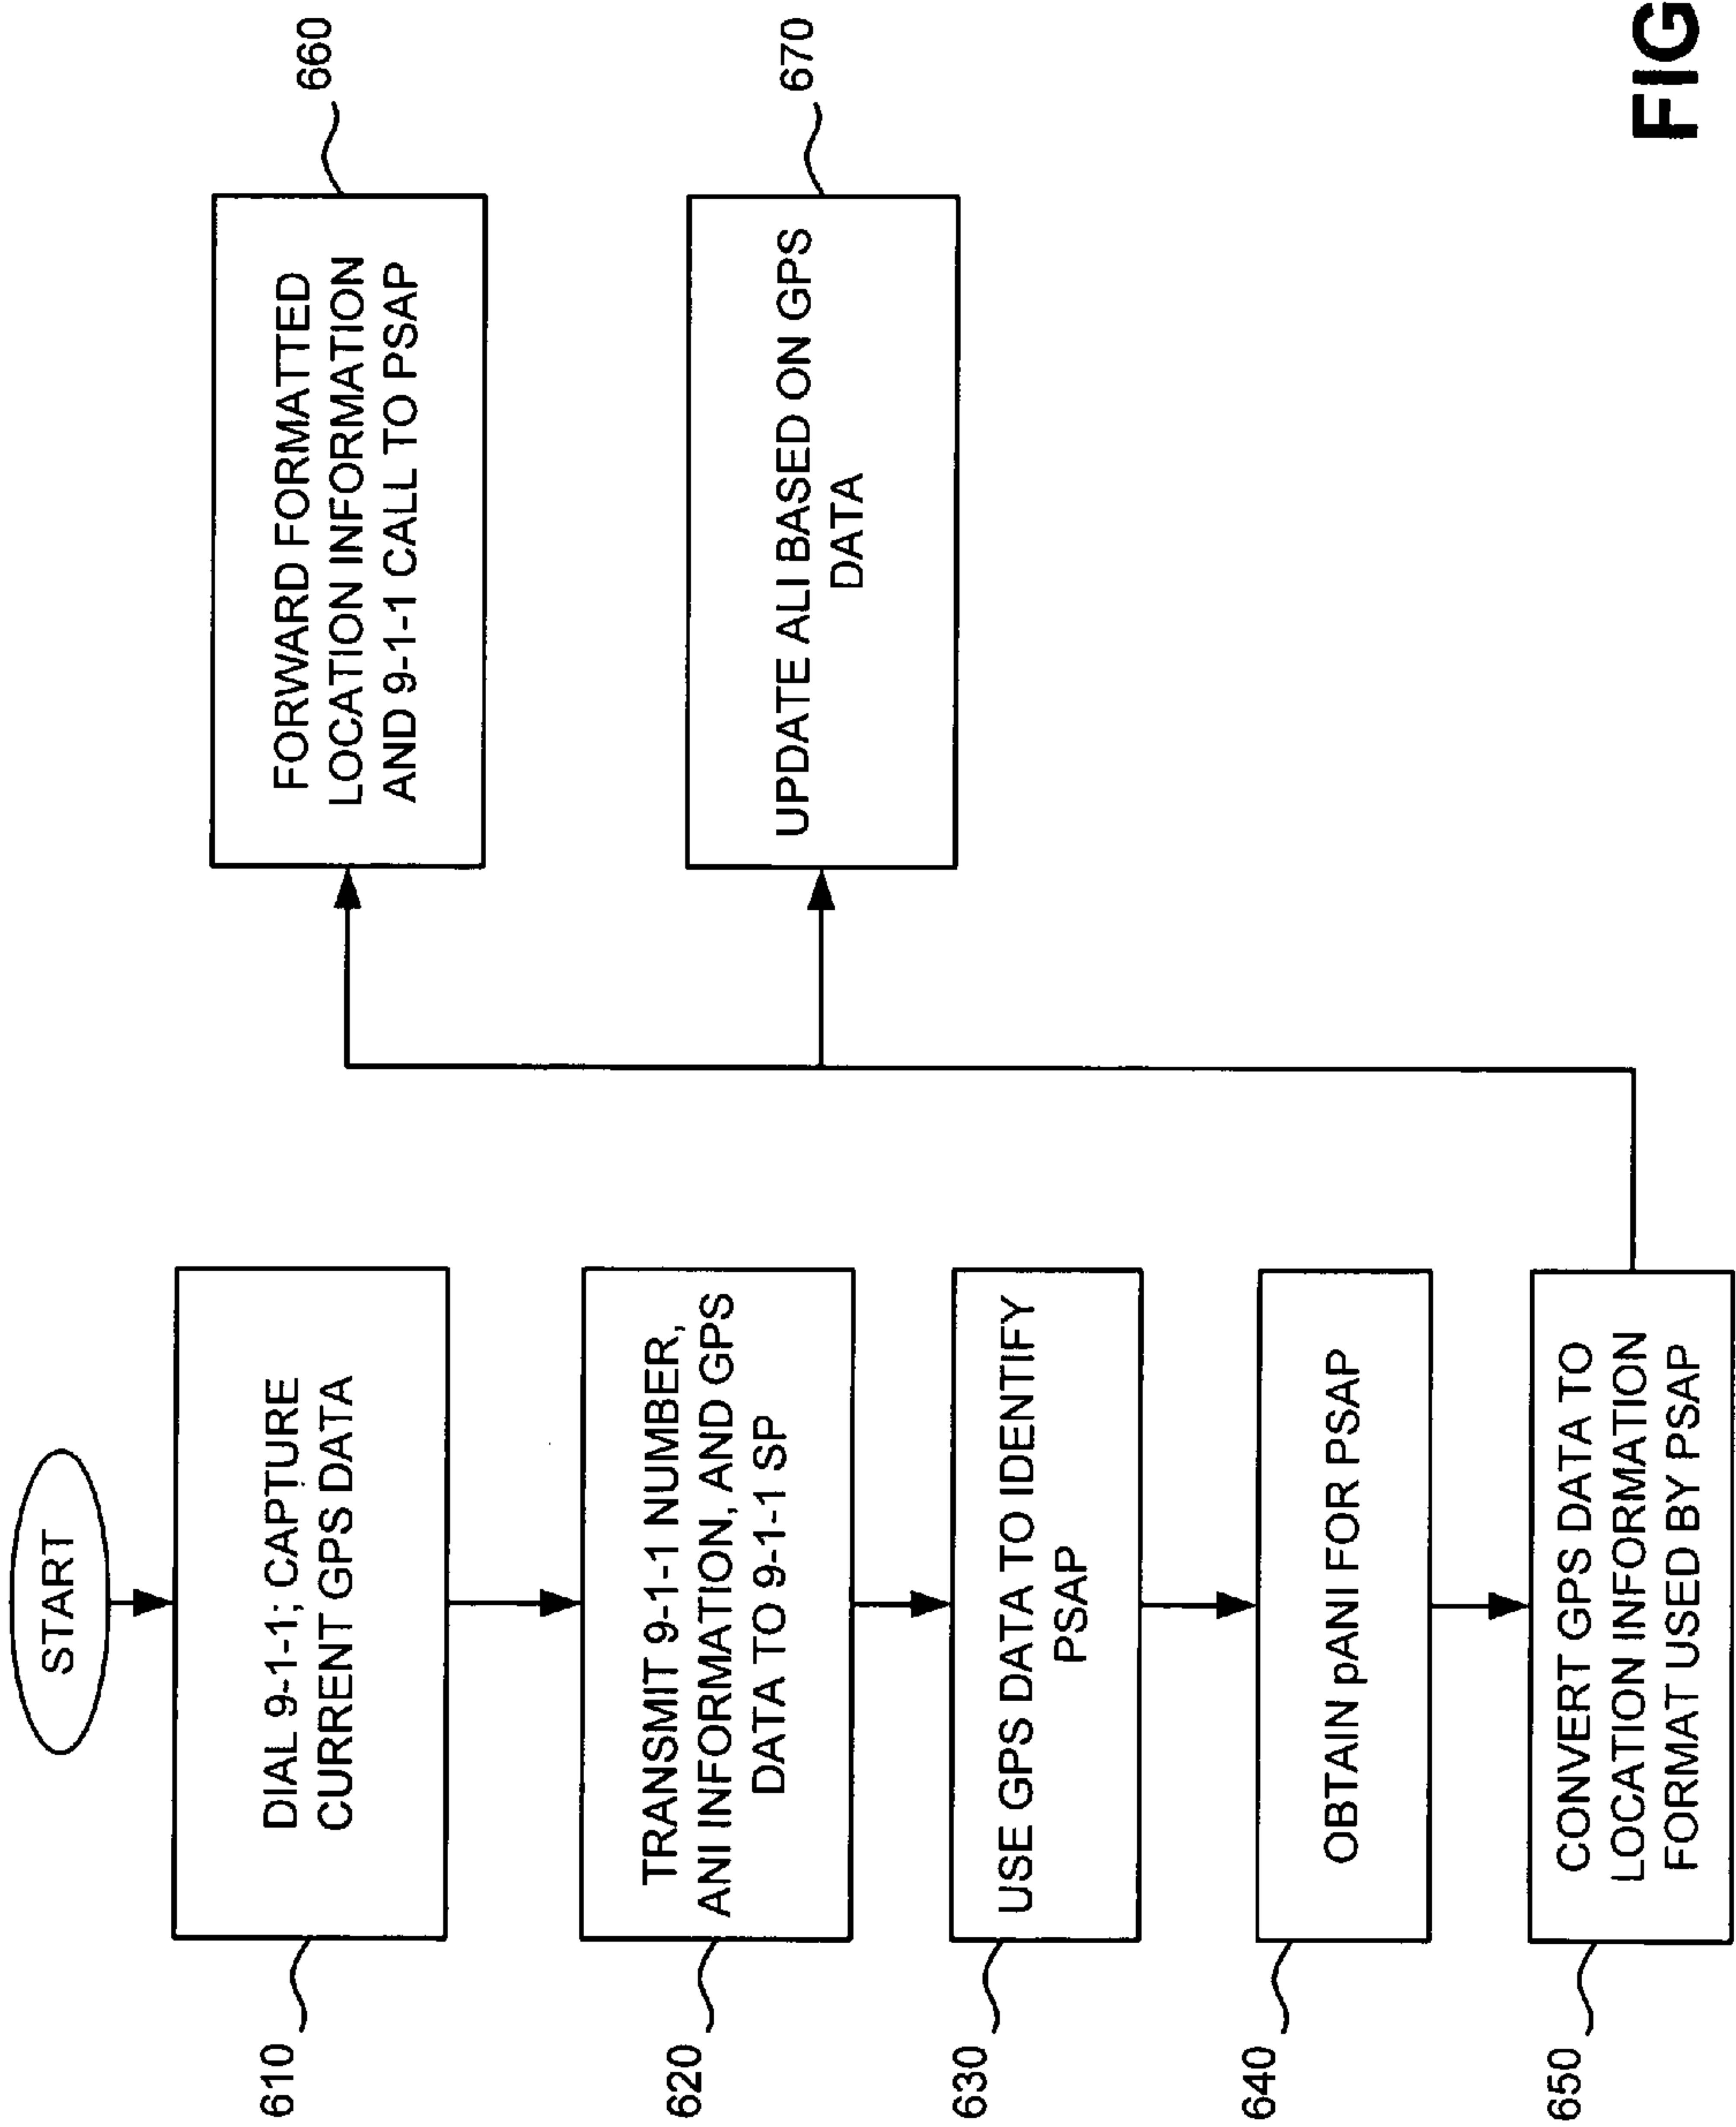 START
610
DIAL 9-1-1; CAPTURE
CURRENT GPS DATA
620
TRANSMIT 9-1-1 NUMBER,
ANI INFORMATION, AND GPS
DATA TO 9-1-1 SP
630
USE GPS DATA TO IDENTIFY
PSAP
640
OBTAIN pANI FOR PSAP
650
CONVERT GPS DATA TO
LOCATION INFORMATION
FORMAT USED BY PSAP
660
FORWARD FORMATTED
LOCATION INFORMATION
AND 9-1-1 CALL TO PSAP
670
UPDATE ALI BASED ON GPS
DATA
FIG